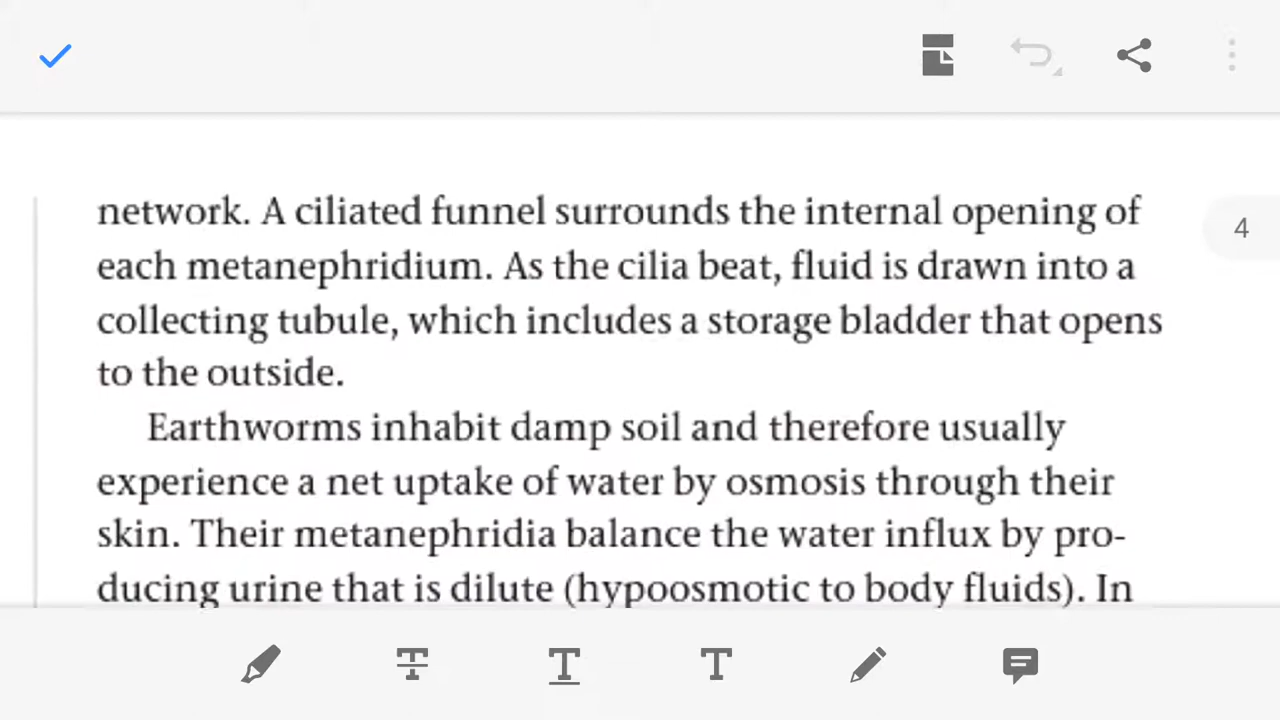 network. A ciliated funnel surrounds the internal opening of
4
each metanephridium. As the cilia beat, fluid is drawn into a
collecting tubule, which includes a storage bladder that opens
to the outside.
Earthworms inhabit damp soil and therefore usually
experience a net uptake of water by osmosis through their
skin. Their metanephridia balance the water influx by pro-
ducing urine that is dilute (hypoosmotic to body fluids). In
T
T
T